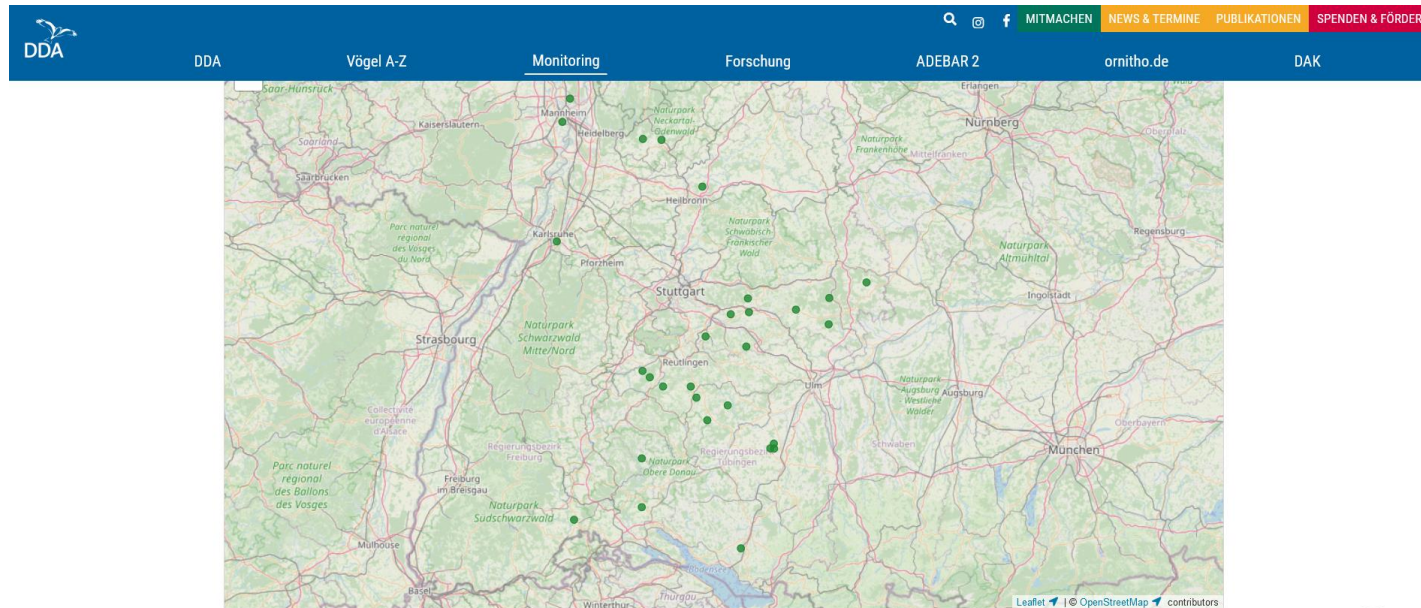 MITMACHEN NEWS & TERMINE PUBLIKATIONEN SPENDEN & FÖRDER
DDA
DDA Vögel A-Z Monitoring Forschung ADEBAR 2 ornitho.de DAK
Saar-Hunsrück
Erlangen
Mannheim
Naturpark
Neckartal-
Odenwald
Kaiserslautern
Heidelberg
Nürnberg
Oberpfalz
Saarland
Naturpark
Frankenhöhe
Mittelfranken
Saarbrücken
Heilbronn
Parc naturel
régional
des Vosges
du Nord
Naturpark
Schwäbisch
Fränkischer
Wald
Karlsruhe
Regensburg
Naturpark
Altmühltal
Pforzheim
Stuttgart
Ingolstadt
Naturpark
Schwarzwald
Mitte/Nord
Strasbourg
Reutlingen
Ulm
Naturpark
Augsburg
Westliche
Wälder
Augsburg
Collectivité
européenne
d'Alsace
Oberbayern
Regierungsbezirk
Freiburg
Regierungsbezirk
Tübingen
Schwaben
München
Naturpark
Obere Donau
Parc naturel
régional
des Ballons
des Vosges
Freiburg
im Breisgau
Naturpark
Südschwarzwald
Mulhouse
Bodensee
Basel
Thurgau
Winterthur
Leaflet | © OpenStreetMap contributors